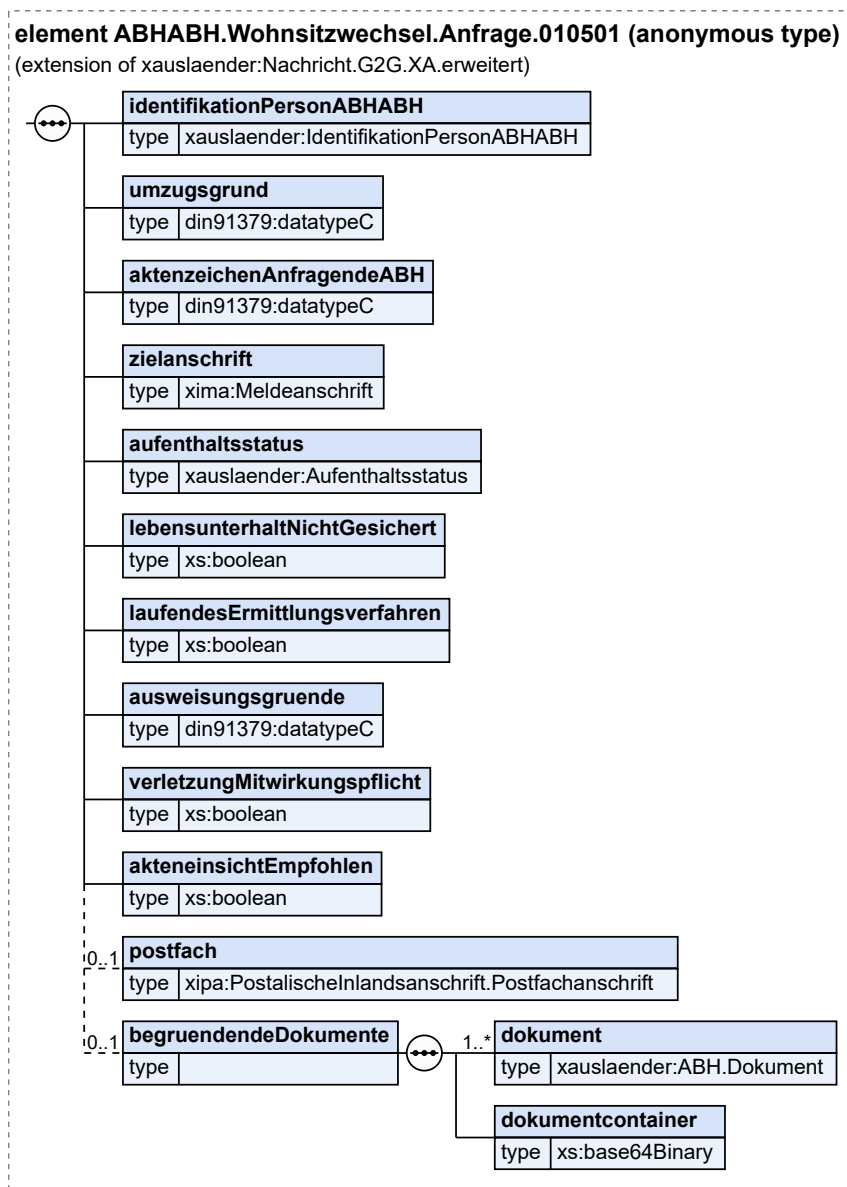 element ABHABH.Wohnsitzwechsel.Anfrage.010501 (anonymous type)
(extension of xauslaender:Nachricht.G2G.XA.erweitert)
identifikationPersonABHABH
type xauslaender:IdentifikationPersonABHABH
umzugsgrund
type din91379:datatypeC
aktenzeichenAnfragendeABH
type din91379:datatypeC
zielanschrift
type xima:Meldeanschrift
aufenthaltsstatus
type xauslaender:Aufenthaltsstatus
lebensunterhaltNichtGesichert
type xs:boolean
laufendesErmittlungsverfahren
type xs:boolean
ausweisungsgruende
type din91379:datatypeC
verletzungMitwirkungspflicht
type xs:boolean
akteneinsichtEmpfohlen
type xs:boolean
0..1 postfach
type xipa:PostalischeInlandsanschrift.Postfachanschrift
0..1 begruendendeDokumente 1..* dokument
type type xauslaender:ABH.Dokument
dokumentcontainer
type xs:base64Binary